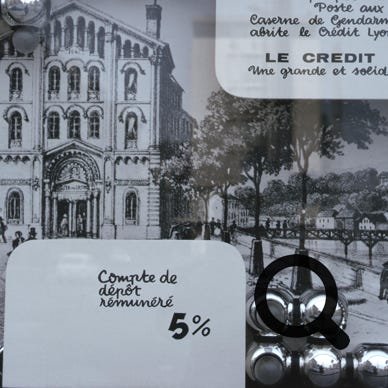 "Poste aux
Caserne de Gendarm
abrite le Crédit Lyon
LE CREDIT
Une grande et solid
Compte de
dépôt
rémunéré
5%